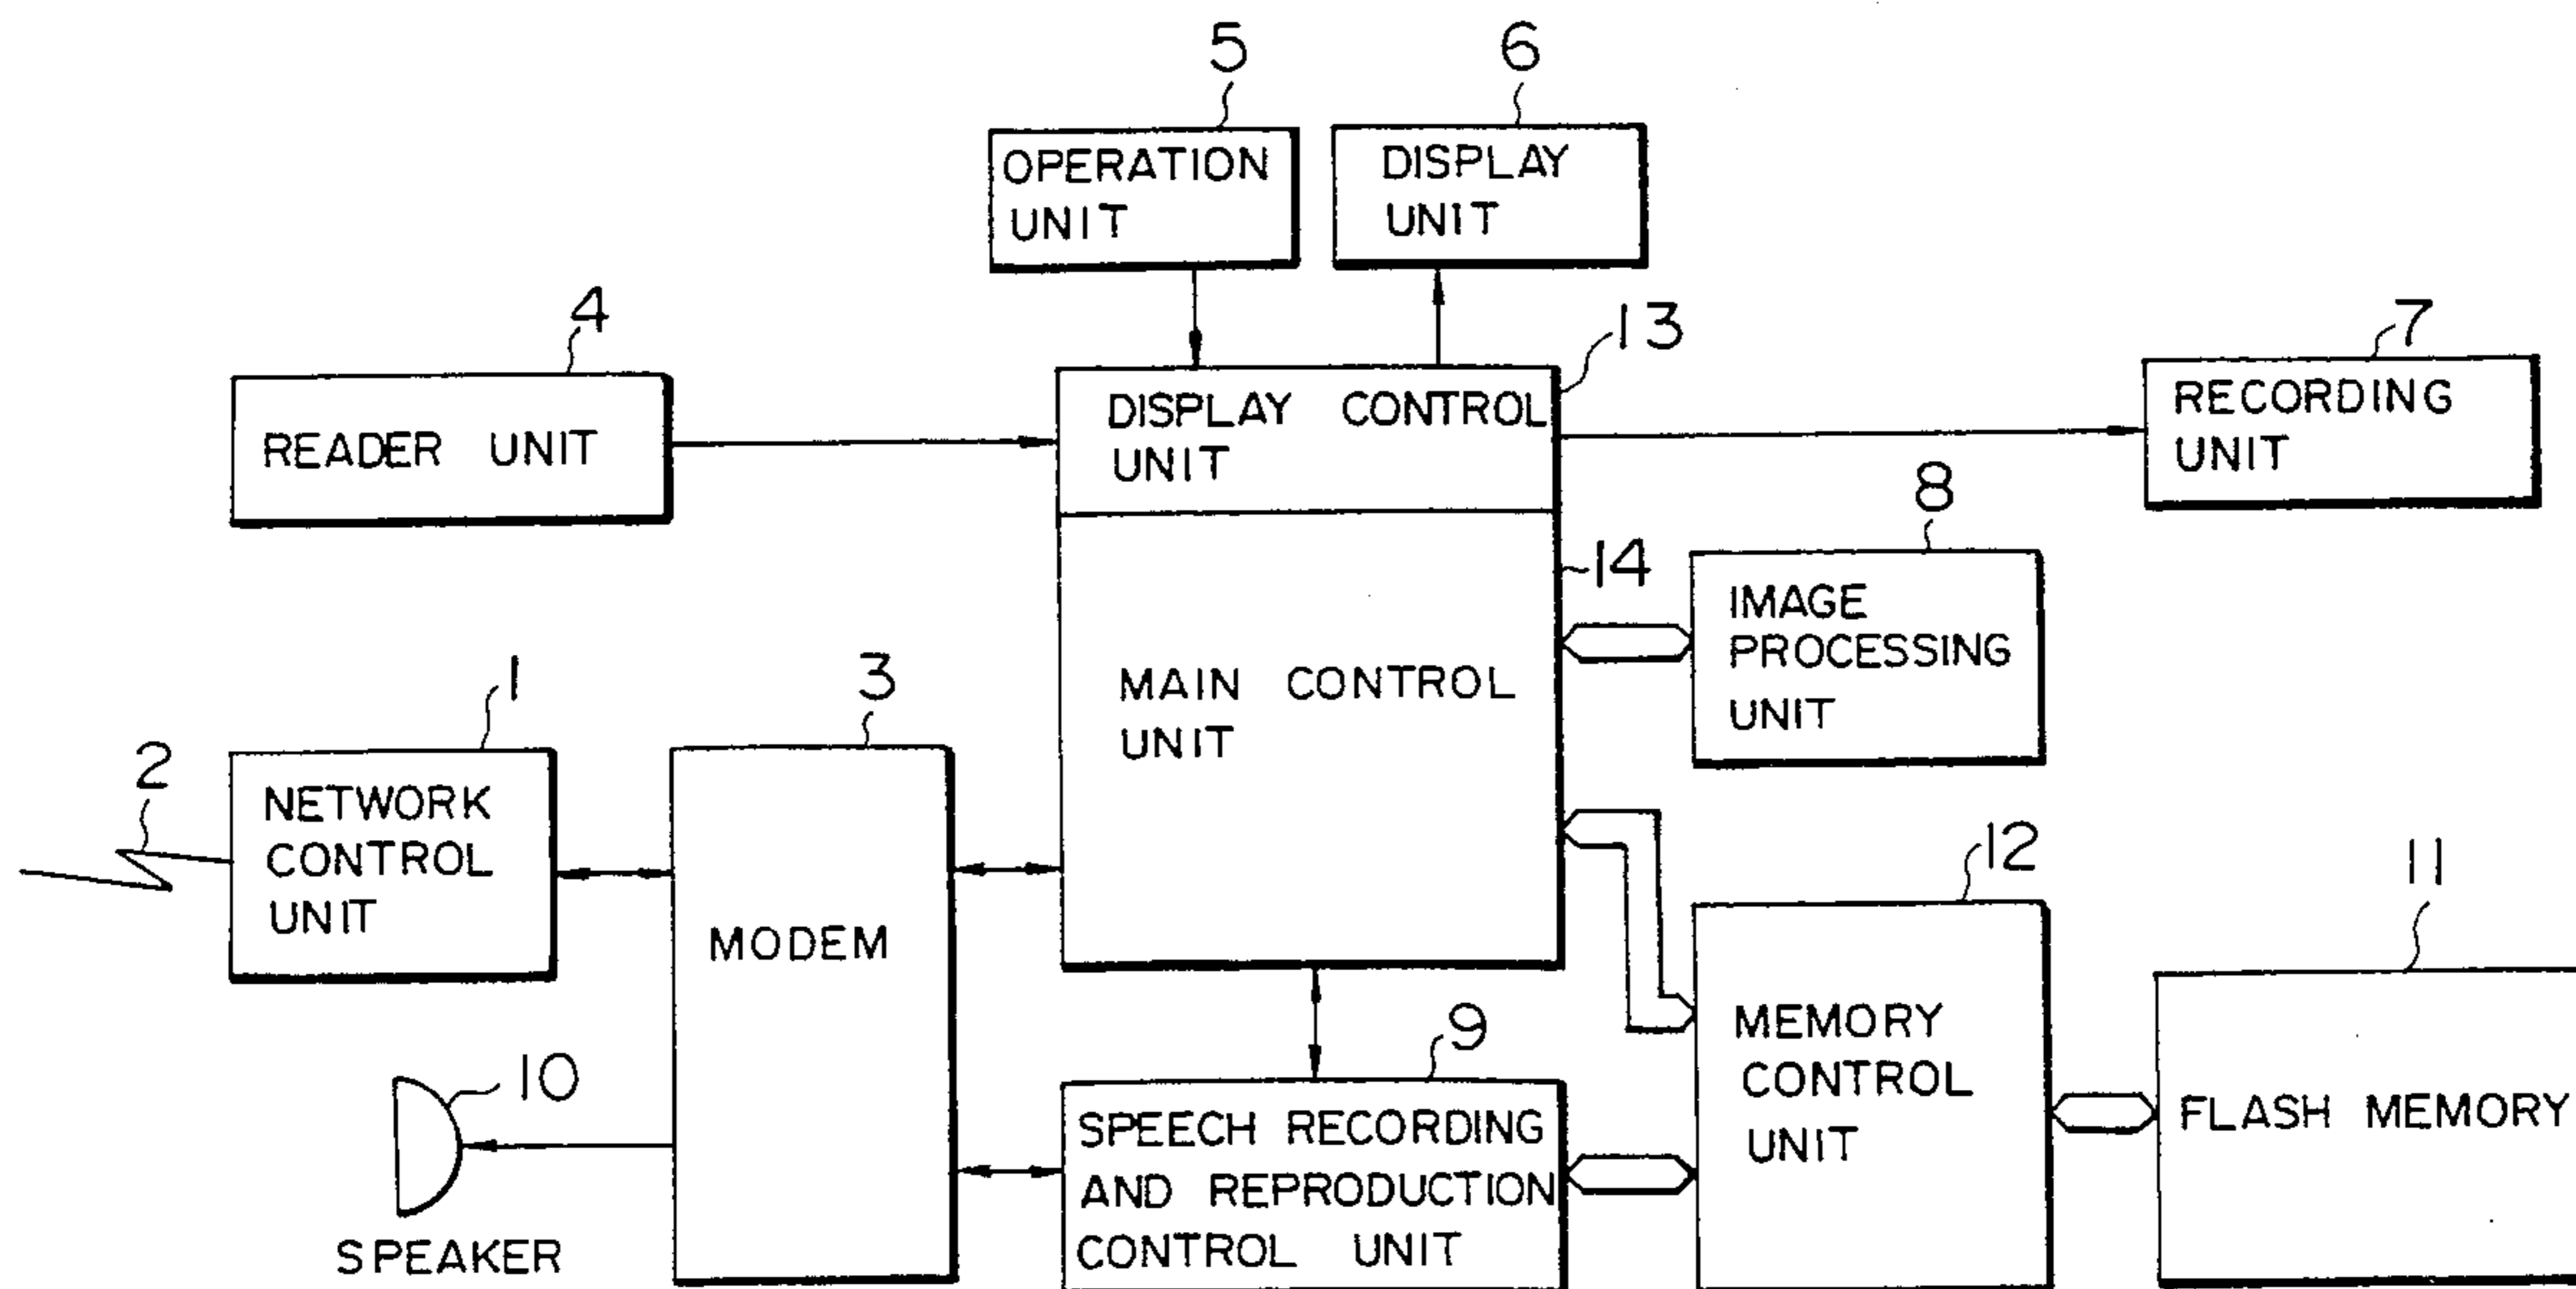 5
6
OPERATION
UNIT
DISPLAY
UNIT
4
13
7
READER UNIT
DISPLAY CONTROL
UNIT
RECORDING
UNIT
8
14
IMAGE
PROCESSING
UNIT
MAIN CONTROL
UNIT
1
2
3
NETWORK
CONTROL
UNIT
MODEM
12
11
MEMORY
CONTROL
UNIT
FLASH MEMORY
10
SPEAKER
9
SPEECH RECORDING
AND REPRODUCTION
CONTROL UNIT